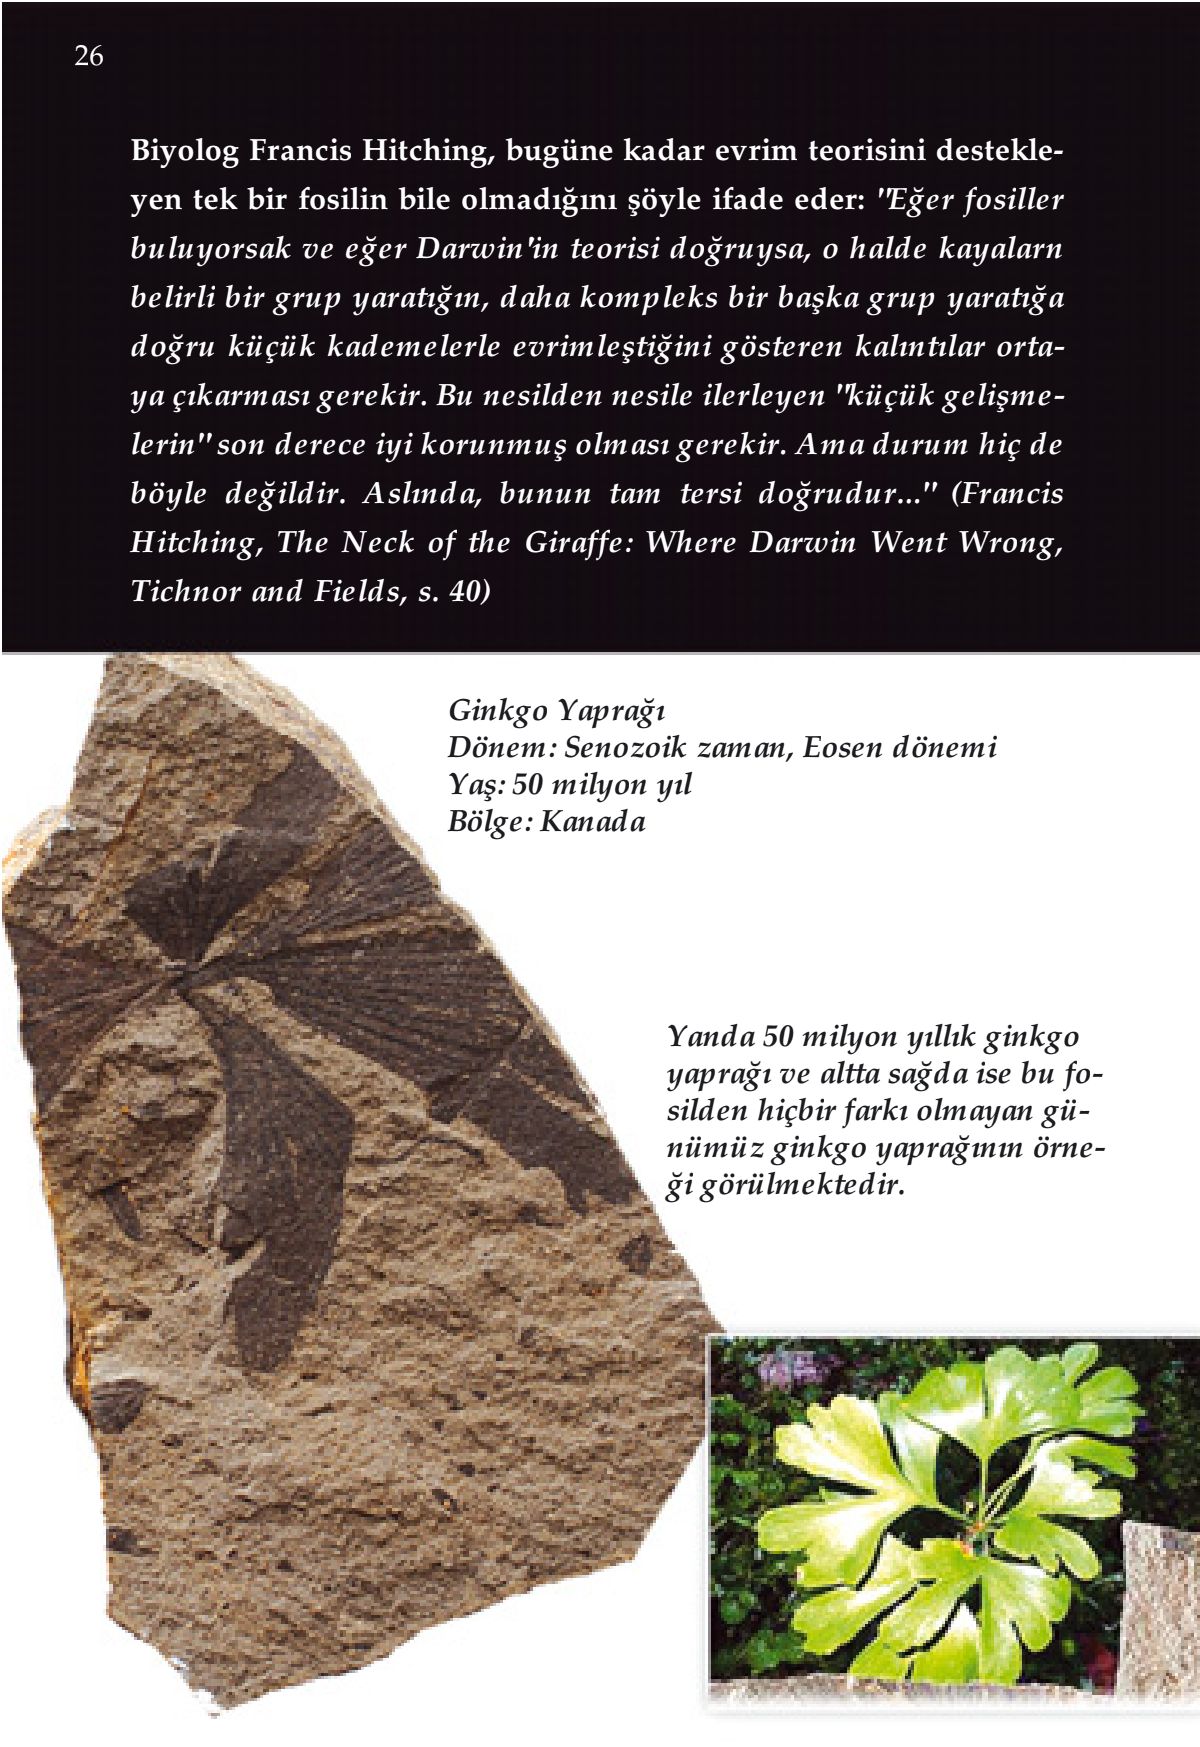 26
Biyolog Francis Hitching, bugüne kadar evrim teorisini destekle-
yen tek bir fosilin bile olmadığını şöyle ifade eder: "Eğer fosiller
buluyorsak ve eğer Darwin'in teorisi doğruysa, o halde kayalarn
belirli bir grup yaratığın, daha kompleks bir başka grup yaratığa
doğru küçük kademelerle evrimleştiğini gösteren kalıntılar orta-
ya çıkarması gerekir. Bu nesilden nesile ilerleyen "küçük gelişme-
lerin" son derece iyi korunmuş olması gerekir. Ama durum hiç de
böyle değildir. Aslında, bunun tam tersi doğrudur..." (Francis
Hitching, The Neck of the Giraffe: Where Darwin Went Wrong,
Tichnor and Fields, s. 40)
Ginkgo Yaprağı
Dönem: Senozoik zaman, Eosen dönemi
Yaş: 50 milyon yıl
Bölge: Kanada
Yanda 50 milyon yıllık ginkgo
yaprağı ve altta sağda ise bu fo-
silden hiçbir farkı olmayan gü-
nümüz ginkgo yaprağının örne-
ği görülmektedir.